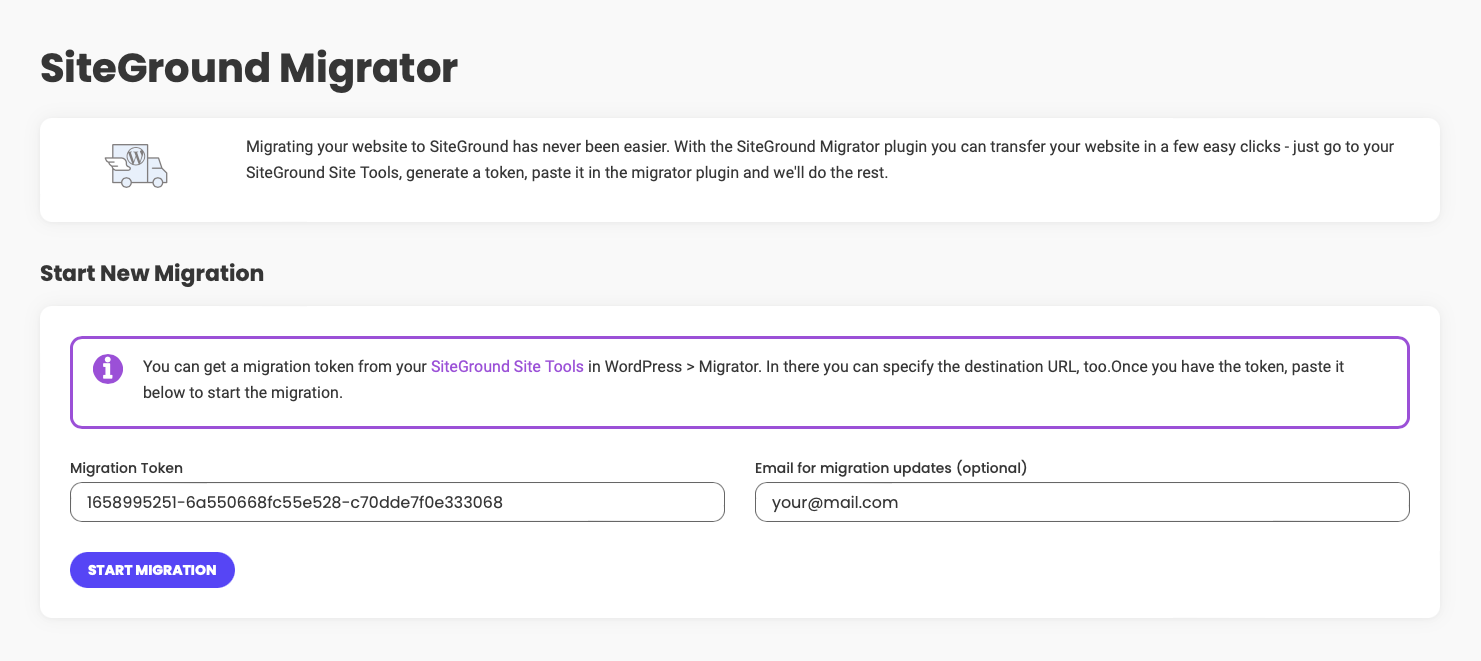 SiteGround Migrator
Migrating your website to SiteGround has never been easier. With the SiteGround Migrator plugin you can transfer your website in a few easy clicks - just go to your
SiteGround Site Tools, generate a token, paste it in the migrator plugin and we'll do the rest.
Start New Migration
You can get a migration token from your SiteGround Site Tools in WordPress > Migrator. In there you can specify the destination URL, too.Once you have the token, paste it
below to start the migration.
Migration Token
Email for migration updates (optional)
1658995251-6a550668fc55e528-c70dde7f0e333068
your@mail.com
START MIGRATION